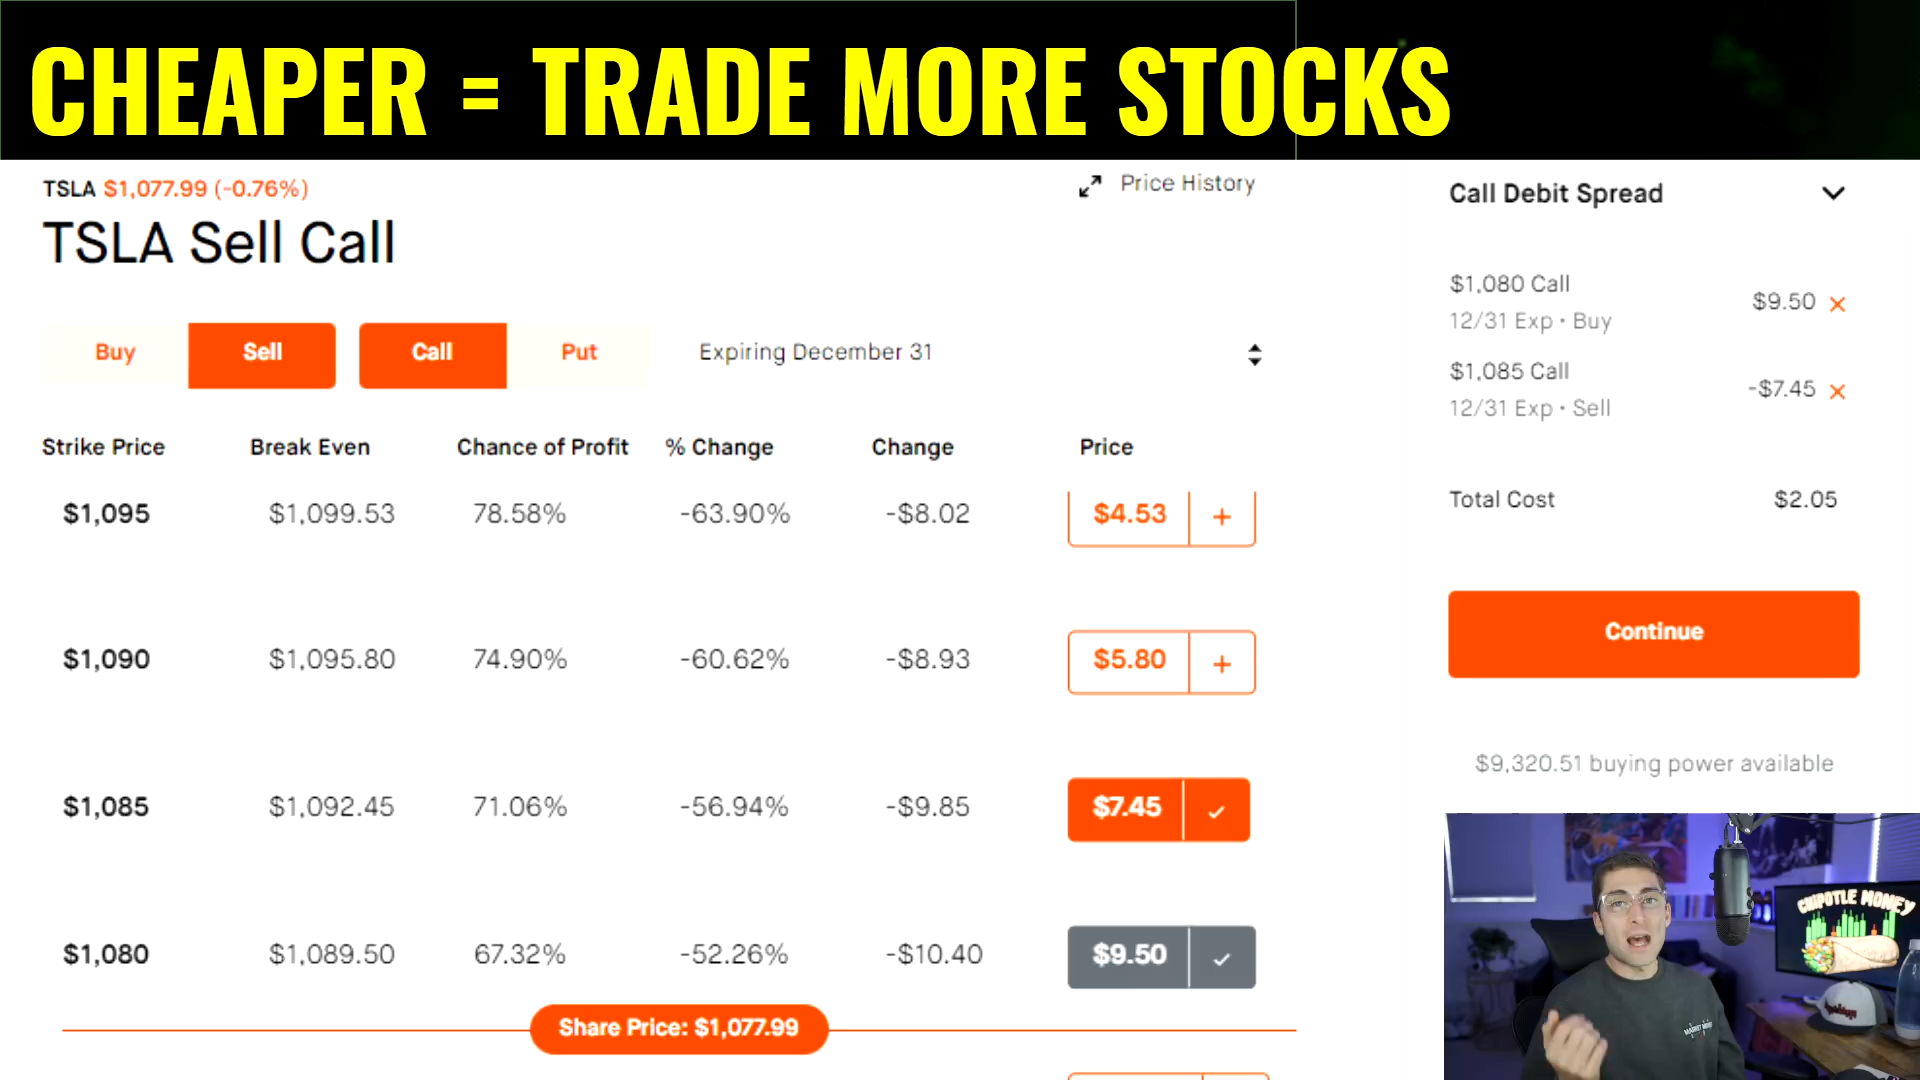 CHEAPER = TRADE MORE STOCKS
TSLA $1,077.99 (-0.76%)
Price History
TSLA Sell Call
Buy Sell Call Put Expiring December 31
Strike Price Break Even Chance of Profit % Change Change Price
$1,095 $1,099.53 78.58% -63.90% -$8.02 $4.53 +
$1,090 $1,095.80 74.90% -60.62% -$8.93 $5.80 +
$1,085 $1,092.45 71.06% -56.94% -$9.85 $7.45
$1,080 $1,089.50 67.32% -52.26% -$10.40 $9.50
Share Price: $1,077.99
Call Debit Spread
$1,080 Call $9.50
12/31 Exp • Buy
$1,085 Call -$7.45
12/31 Exp • Sell
Total Cost $2.05
Continue
$9,320.51 buying power available
CHIPOTLE MONEY